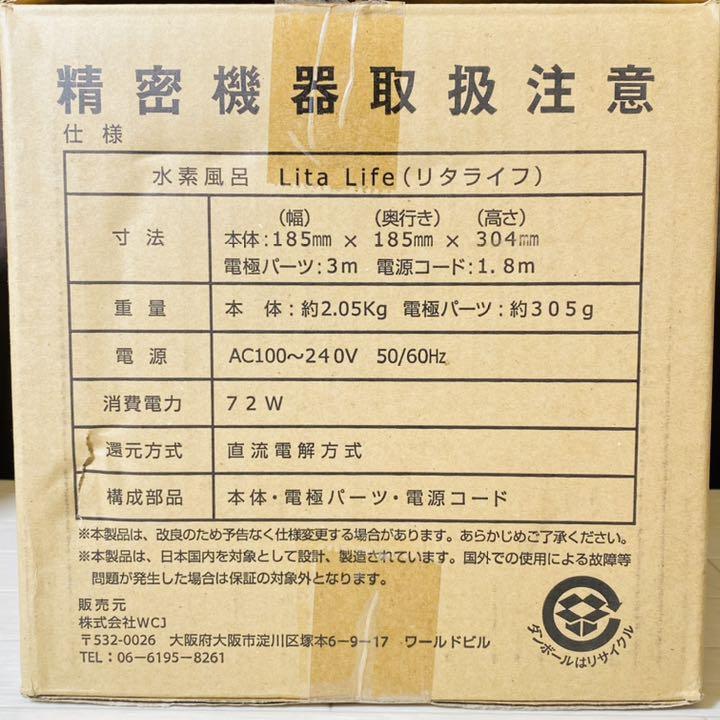 精密機器取扱注意
仕様
水素風呂 Lita Life(リタライフ)
寸法
(幅) (奥行き) (高さ)
本体:185㎜ × 185㎜ × 304㎜
電極パーツ:3m 電源コード:1.8m
重量 本 体:約2.05Kg 電極パーツ:約305g
電源 AC100〜240V 50/60Hz
消費電力 72W
還元方式 直流電解方式
構成部品 本体・電極パーツ・電源コード
※本製品は、改良のため予告なく仕様変更する場合があります。あらかじめご了承ください。
※本製品は、日本国内を対象として設計、製造されています。国外での使用による故障等
問題が発生した場合は保証の対象外となります。
販売元
株式会社WCJ
〒532-0026 大阪府大阪市淀川区塚本6-9-17 ワールドビル
TEL:06-6195-8261
ダンボールはリサイクル